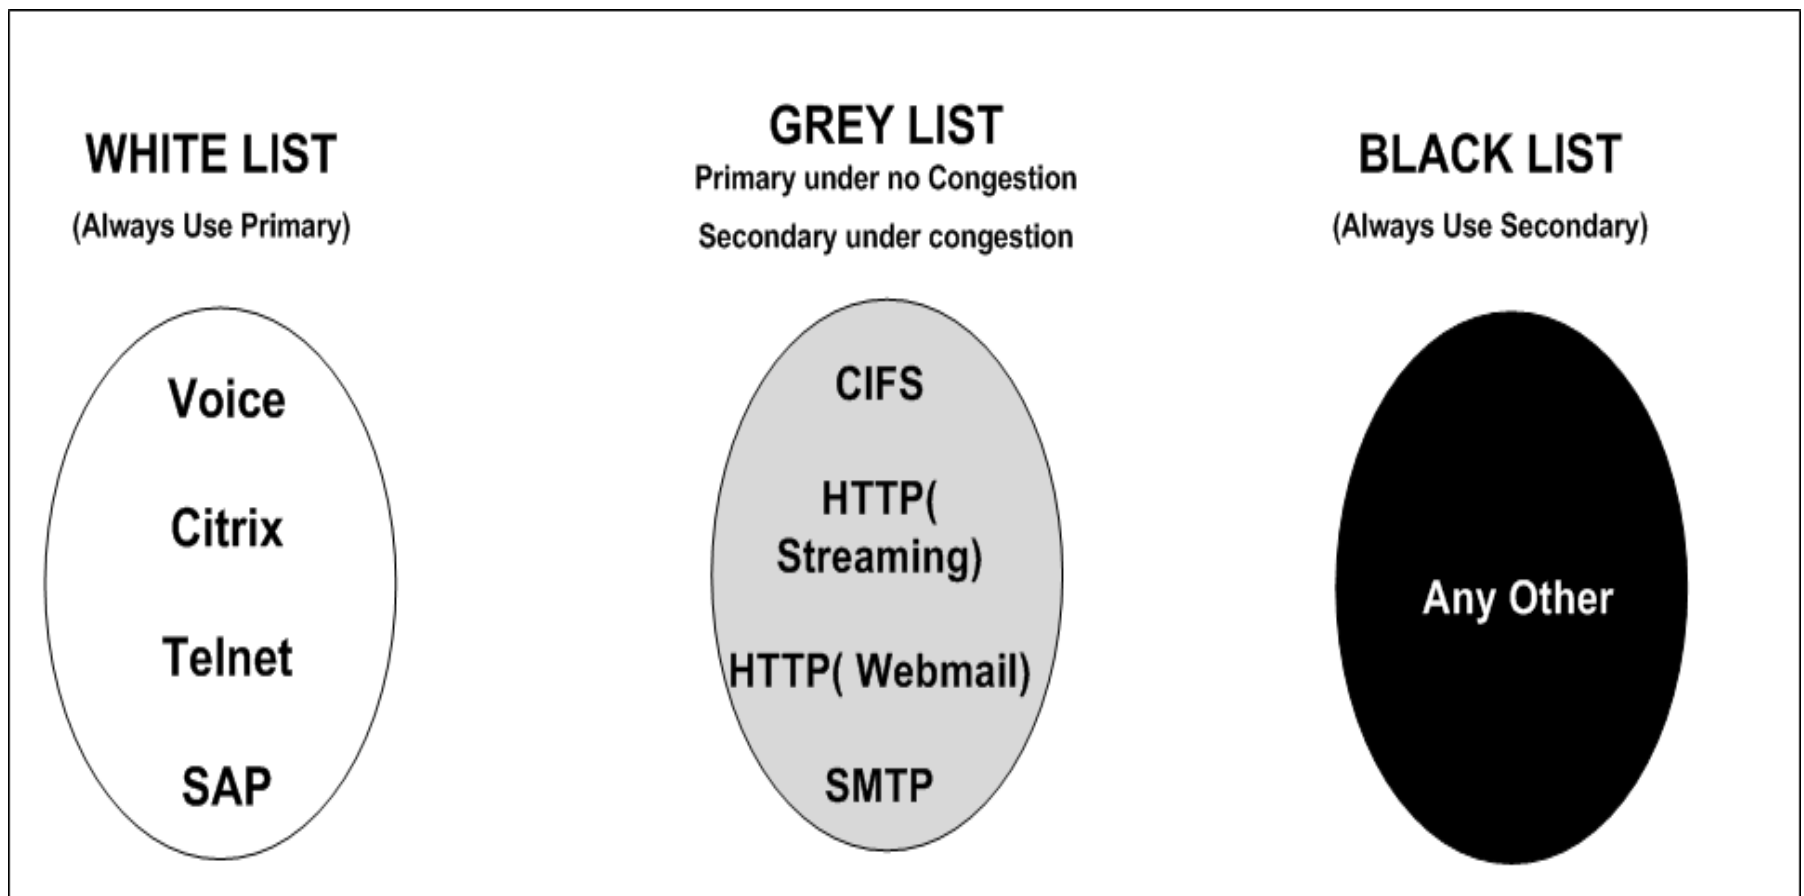 WHITE LIST
(Always Use Primary)
Voice
Citrix
Telnet
SAP
GREY LIST
Primary under no Congestion
Secondary under congestion
CIFS
HTTP(
Streaming)
HTTP( Webmail)
SMTP
BLACK LIST
(Always Use Secondary)
Any Other